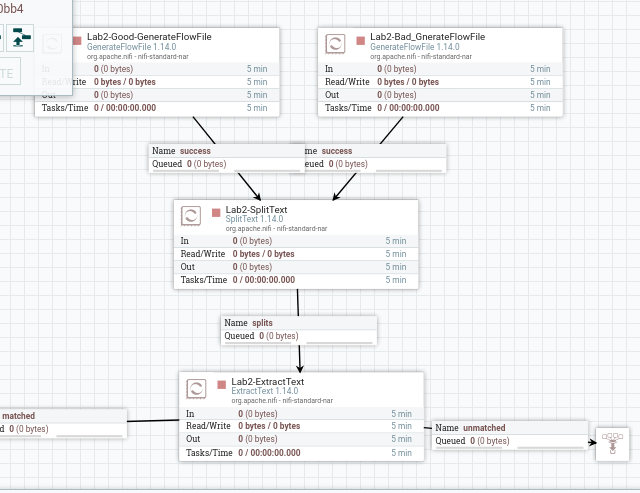 0bb4
TE
Lab2-Good-GenerateFlowFile
GenerateFlowFile 1.14.0
org.apache.nifi - nifi-standard-nar
In 0 (0 bytes) 5 min
Read/Write 0 bytes / 0 bytes 5 min
Out 0 (0 bytes) 5 min
Tasks/Time 0 / 00:00:00.000 5 min
Lab2-Bad_GnerateFlowFile
GenerateFlowFile 1.14.0
org.apache.nifi - nifi-standard-nar
In 0 (0 bytes) 5 min
Read/Write 0 bytes / 0 bytes 5 min
Out 0 (0 bytes) 5 min
Tasks/Time 0 / 00:00:00.000 5 min
Name success
Queued 0 (0 bytes)
me success
eued 0 (0 bytes)
Lab2-SplitText
SplitText 1.14.0
org.apache.nifi - nifi-standard-nar
In 0 (0 bytes) 5 min
Read/Write 0 bytes / 0 bytes 5 min
Out 0 (0 bytes) 5 min
Tasks/Time 0 / 00:00:00.000 5 min
Name splits
Queued 0 (0 bytes)
Lab2-ExtractText
ExtractText 1.14.0
org.apache.nifi - nifi-standard-nar
In 0 (0 bytes) 5 min
Read/Write 0 bytes / 0 bytes 5 min
Out 0 (0 bytes) 5 min
Tasks/Time 0 / 00:00:00.000 5 min
matched
d 0 (0 bytes)
Name unmatched
Queued 0 (0 bytes)